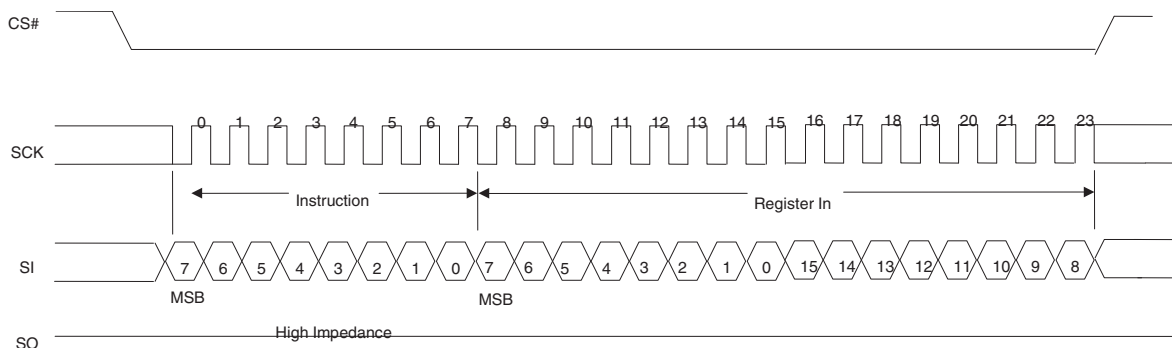 CS#
0 1 2 3 4 5 6 7 8 9 10 11 12 13 14 15 16 17 18 19 20 21 22 23
SCK
Instruction
Register In
SI
7 6 5 4 3 2 1 0 7 6 5 4 3 2 1 0 15 14 13 12 11 10 9 8
MSB
MSB
High Impedance
SO